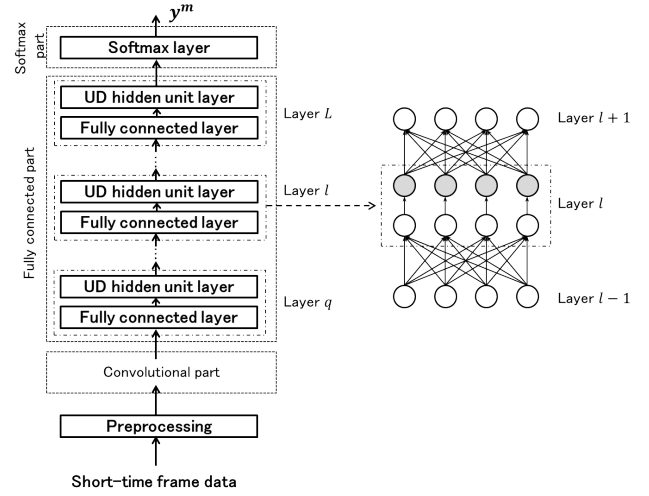 y^m
Softmax part
Softmax layer
UD hidden unit layer
Fully connected layer
Layer L
Fully connected part
UD hidden unit layer
Fully connected layer
Layer l
UD hidden unit layer
Fully connected layer
Layer q
Convolutional part
Preprocessing
Short-time frame data
Layer l + 1
Layer l
Layer l − 1